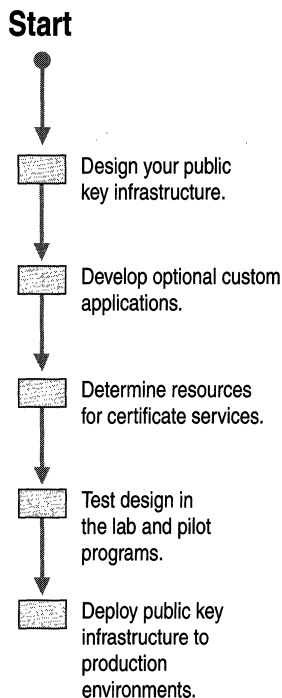 Start
Design your public
key infrastructure.
Develop optional custom
applications.
Determine resources
for certificate services.
Test design in
the lab and pilot
programs.
Deploy public key
infrastructure to
production
environments.